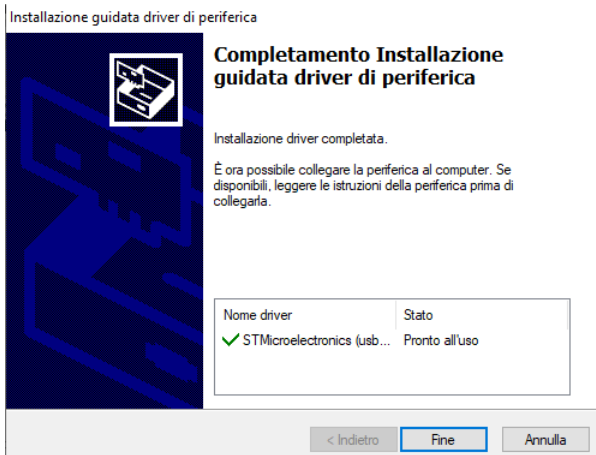 Installazione guidata driver di periferica
Completamento Installazione
guidata driver di periferica
Installazione driver completata.
È ora possibile collegare la periferica al computer. Se
disponibili, leggere le istruzioni della periferica prima di
collegarla.
Nome driver Stato
STMicroelectronics (usb... Pronto all'uso
< Indietro Fine Annulla